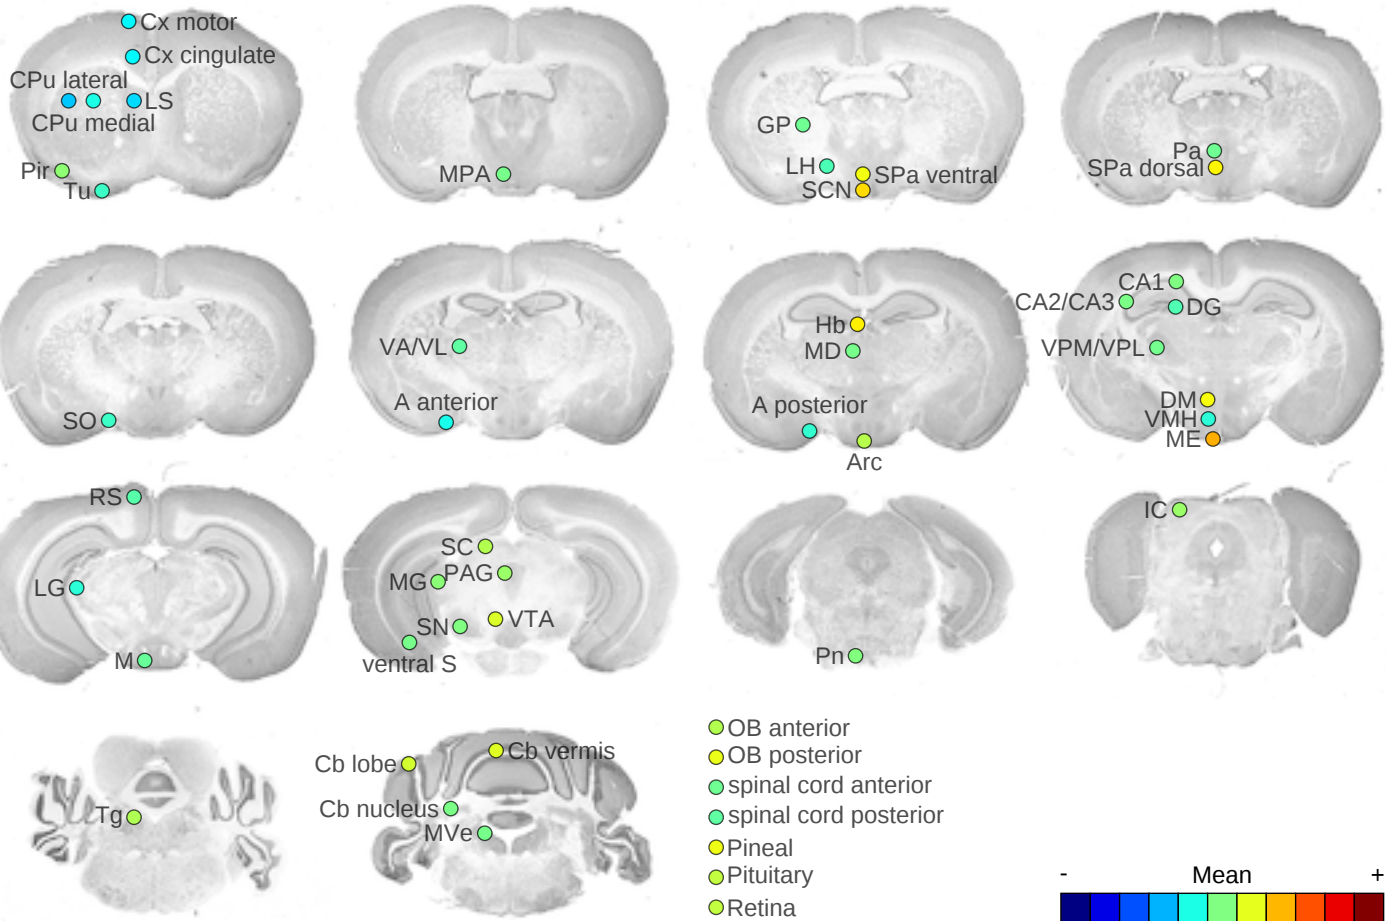 Cx motor
Cx cingulate
CPu lateral
LS
CPu medial
Pir
Tu
MPA
GP
LH
SPa ventral
SCN
Pa
SPa dorsal
SO
VA/VL
A anterior
Hb
MD
A posterior
Arc
CA1
CA2/CA3
DG
VPM/VPL
DM
VMH
ME
RS
LG
M
SC
PAG
MG
VTA
SN
ventral S
Pn
IC
Tg
Cb vermis
Cb lobe
Cb nucleus
MVe
OB anterior
OB posterior
spinal cord anterior
spinal cord posterior
Pineal
Pituitary
Retina
- Mean +